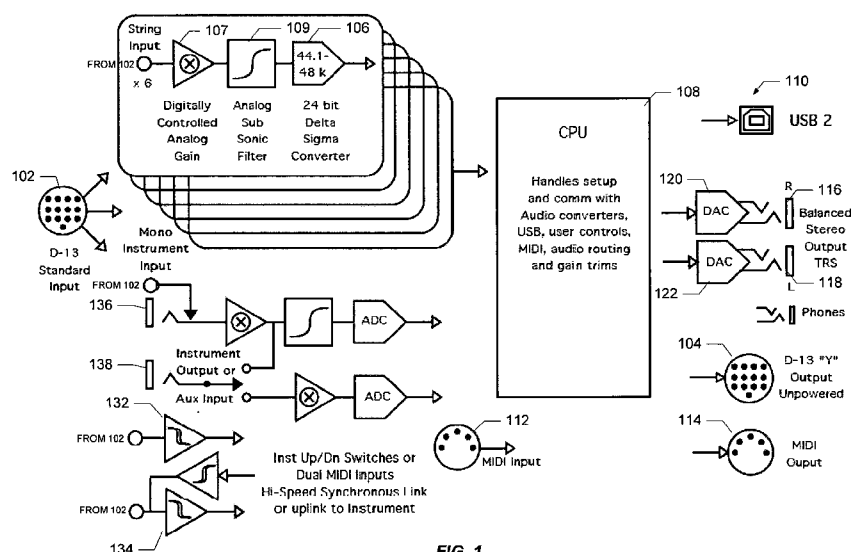 String
Input
FROM 102
x 6
107
109
106
44.1-
48 k
Digitally
Controlled
Analog
Gain
Analog
Sub
Sonic
Filter
24 bit
Delta
Sigma
Converter
102
D-13
Standard
Input
Mono
Instrument
Input
FROM 102
136
138
Instrument
Output or
Aux Input
ADC
ADC
132
FROM 102
FROM 102
134
Inst Up/Dn Switches or
Dual MIDI Inputs
Hi-Speed Synchronous Link
or uplink to Instrument
112
MIDI Input
108
CPU
Handles setup
and comm with
Audio converters,
USB, user controls,
MIDI, audio routing
and gain trims
110
USB 2
120
DAC
R
116
Balanced
Stereo
Output
TRS
DAC
122
L
118
Phones
104
D-13 "Y"
Output
Unpowered
114
MIDI
Ouput
FIG. 1